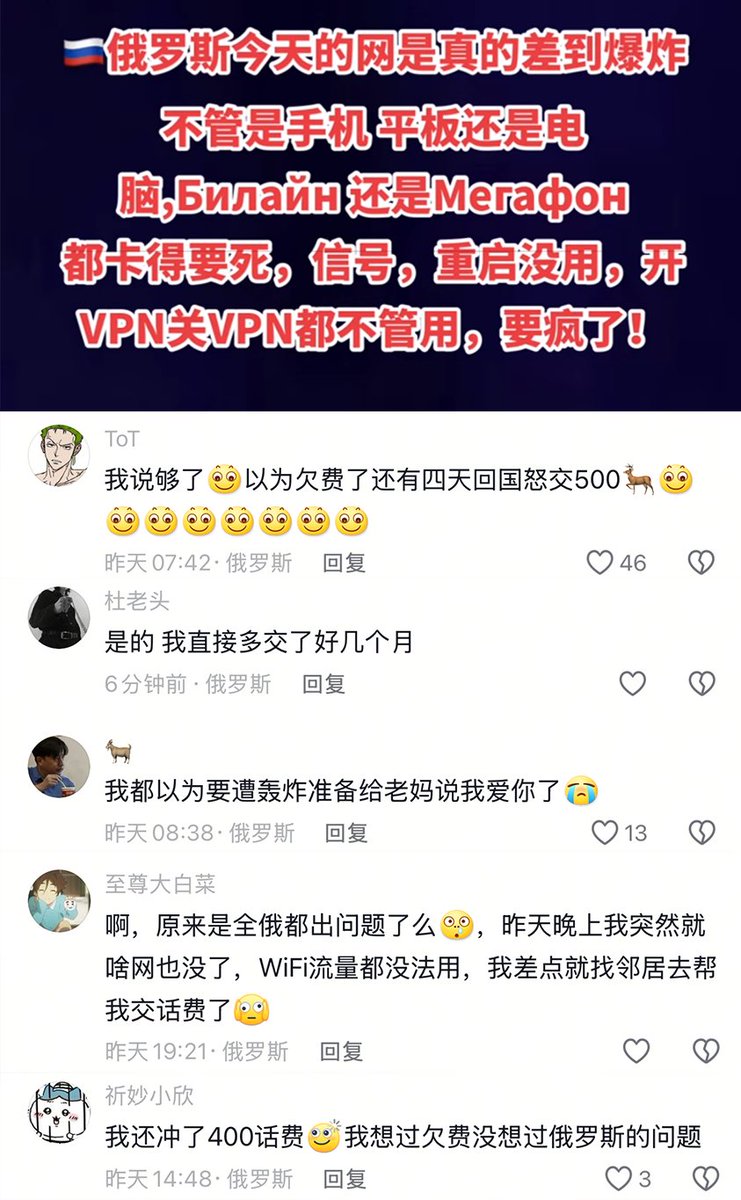 🇷🇺俄罗斯今天的网是真的差到爆炸
不管是手机 平板还是电
脑,Билайн 还是Мегафон
都卡得要死，信号，重启没用，开
VPN关VPN都不管用，要疯了！
ToT
我说够了🙂以为欠费了还有四天回国怒交500🦌🙂
🙂🙂🙂🙂🙂🙂🙂
昨天 07:42 · 俄罗斯 回复 46
杜老头
是的 我直接多交了好几个月
6分钟前 · 俄罗斯 回复
🐐
我都以为要遭轰炸准备给老妈说我爱你了😭
昨天 08:38 · 俄罗斯 回复 13
至尊大白菜
啊，原来是全俄都出问题了么😲，昨天晚上我突然就
啥网也没了，WiFi流量都没法用，我差点就找邻居去帮
我交话费了🙄
昨天 19:21 · 俄罗斯 回复
祈妙小欣
我还冲了400话费😉我想过欠费没想过俄罗斯的问题
昨天 14:48 · 俄罗斯 回复 3